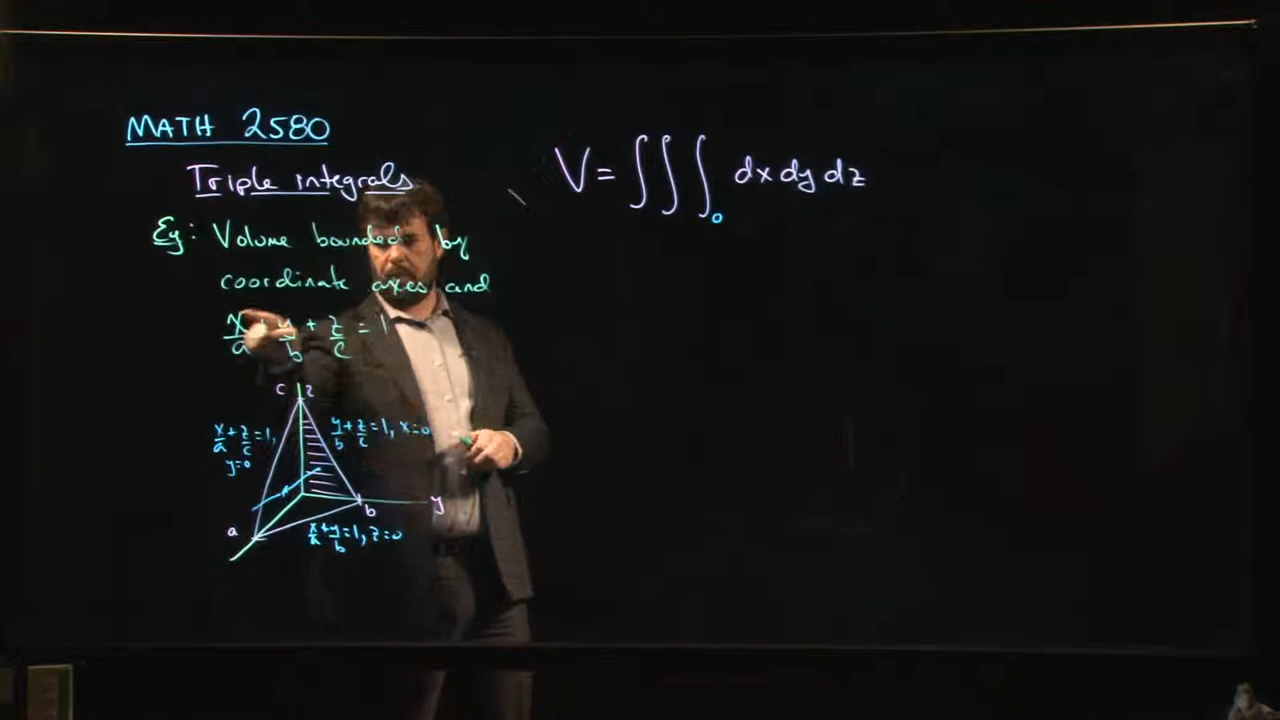 MATH 2580
Triple integrals
Eg: Volume bounded by
coordinate axes and
x/a + y/b + z/c = 1
V = ∫∫∫₀ dx dy dz
c z
x/a + z/c = 1,
y=0
y/b + z/c = 1, x=0
y
b
a
x/a + y/b = 1, z=0